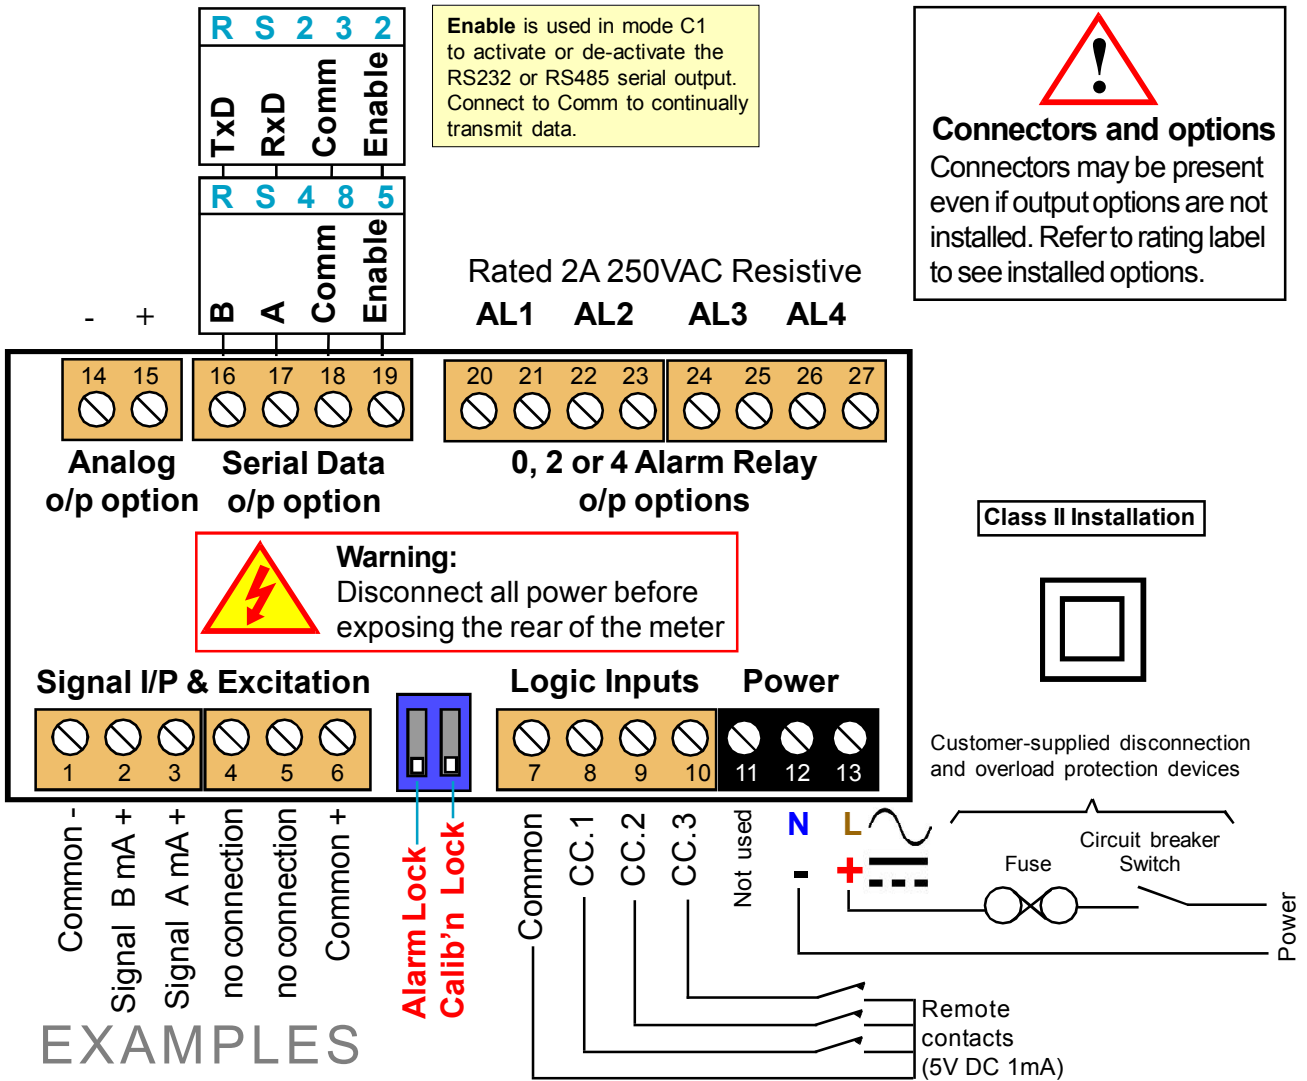 R S 2 3 2
TxD
RxD
Comm
Enable
R S 4 8 5
B
A
Comm
Enable
Enable is used in mode C1
to activate or de-activate the
RS232 or RS485 serial output.
Connect to Comm to continually
transmit data.
!
Connectors and options
Connectors may be present
even if output options are not
installed. Refer to rating label
to see installed options.
Rated 2A 250VAC Resistive
AL1 AL2 AL3 AL4
- +
14 15 16 17 18 19 20 21 22 23 24 25 26 27
Analog
o/p option
Serial Data
o/p option
0, 2 or 4 Alarm Relay
o/p options
Warning:
Disconnect all power before
exposing the rear of the meter
Class II Installation
Signal I/P & Excitation
Logic Inputs
Power
1 2 3 4 5 6 7 8 9 10 11 12 13
Common -
Signal B mA +
Signal A mA +
no connection
no connection
Common +
Alarm Lock
Calib'n Lock
Common
CC.1
CC.2
CC.3
Not used
N L
- +
Customer-supplied disconnection
and overload protection devices
Fuse
Circuit breaker
Switch
Power
Remote
contacts
(5V DC 1mA)
EXAMPLES